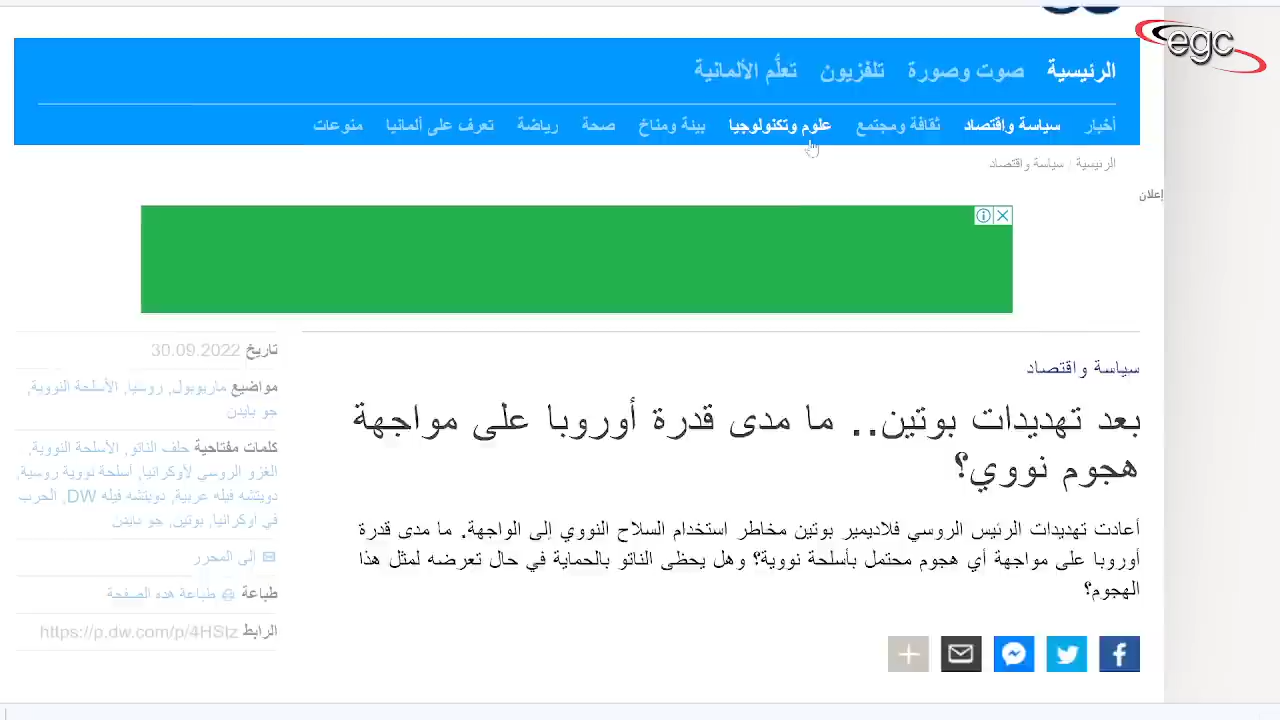 egc
الرئيسية صوت وصورة تلفزيون تعلَّم الألمانية
أخبار سياسة واقتصاد ثقافة ومجتمع علوم وتكنولوجيا بيئة ومناخ صحة رياضة تعرف على ألمانيا منوعات
الرئيسية / سياسة واقتصاد
إعلان
سياسة واقتصاد
بعد تهديدات بوتين.. ما مدى قدرة أوروبا على مواجهة
هجوم نووي؟
أعادت تهديدات الرئيس الروسي فلاديمير بوتين مخاطر استخدام السلاح النووي إلى الواجهة. ما مدى قدرة
أوروبا على مواجهة أي هجوم محتمل بأسلحة نووية؟ وهل يحظى الناتو بالحماية في حال تعرضه لمثل هذا
الهجوم؟
تاريخ 30.09.2022
مواضيع ماريوبول, روسيا, الأسلحة النووية,
جو بايدن
كلمات مفتاحية حلف الناتو, الأسلحة النووية,
الغزو الروسي لأوكرانيا, أسلحة نووية روسية,
دويتشه فيله عربية, دويتشه فيله DW, الحرب
في اوكرانيا, بوتين, جو بايدن
إلى المحرر
طباعة طباعة هذه الصفحة
الرابط https://p.dw.com/p/4HStz